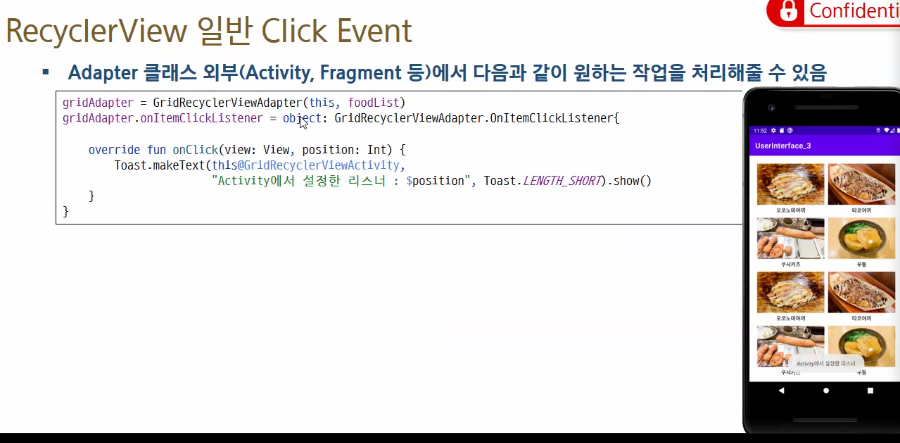 RecyclerView 일반 Click Event
Confidenti
▪ Adapter 클래스 외부(Activity, Fragment 등)에서 다음과 같이 원하는 작업을 처리해줄 수 있음
gridAdapter = GridRecyclerViewAdapter(this, foodList)
gridAdapter.onItemClickListener = object: GridRecyclerViewAdapter.OnItemClickListener{
override fun onClick(view: View, position: Int) {
Toast.makeText(this@GridRecyclerViewActivity,
"Activity에서 설정한 리스너 : $position", Toast.LENGTH_SHORT).show()
}
}
11:52
UserInterface_3
오코노미야끼 타코야끼
쿠시카츠 우동
오코노미야끼 타코야끼
Activity에서 설정한 리스너
쿠시카츠 우동